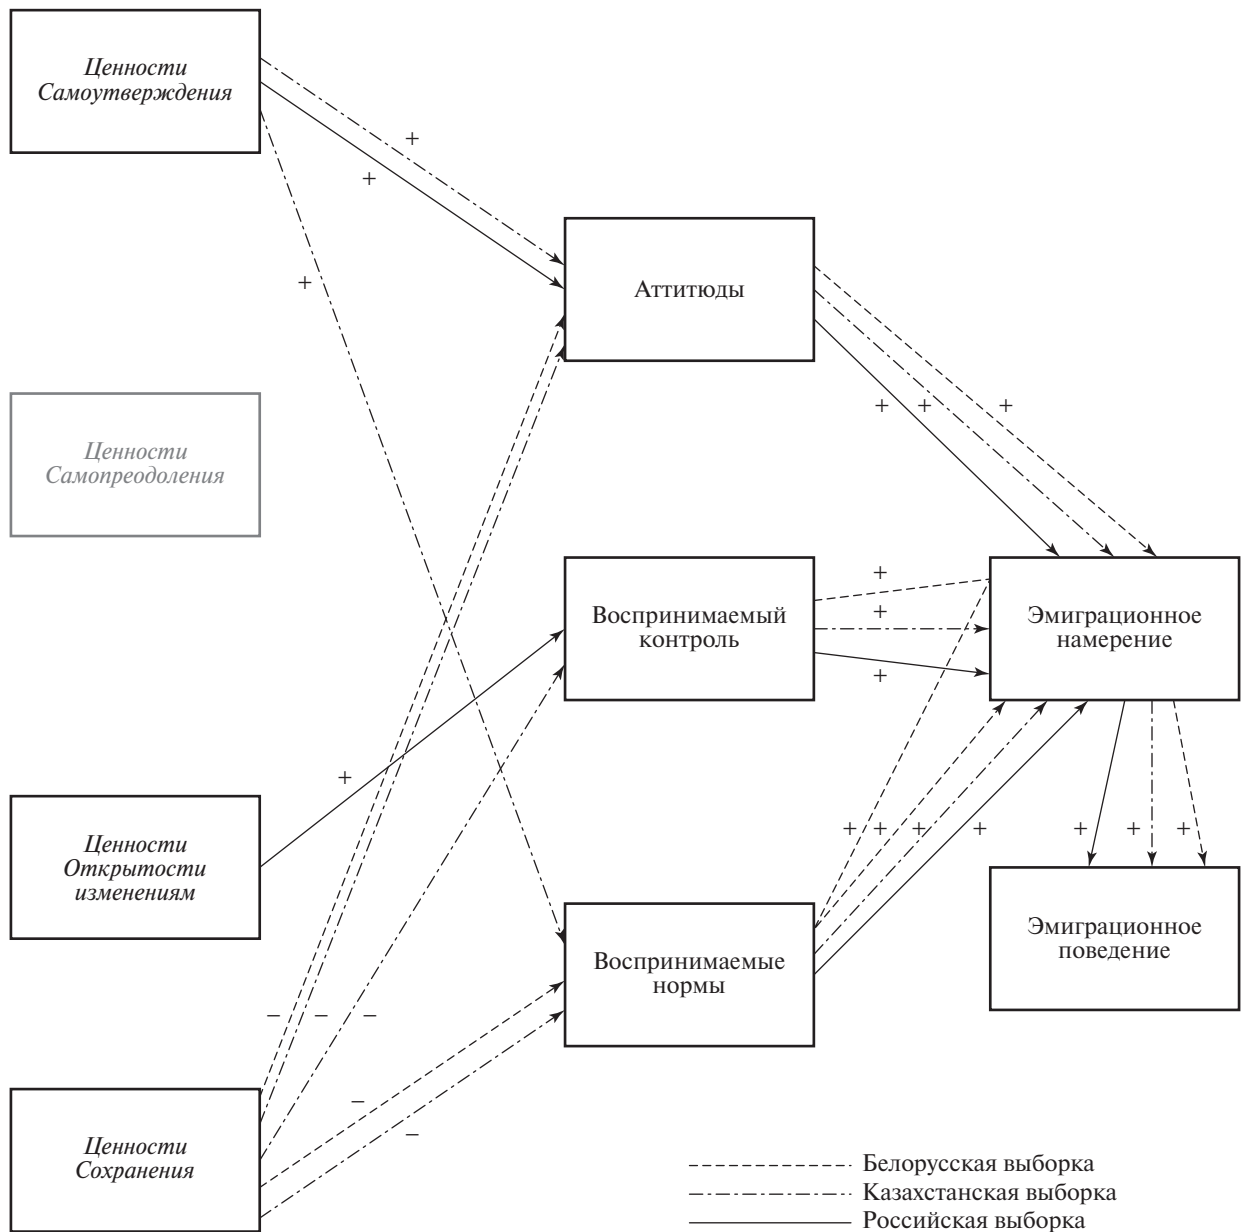 Ценности
Самоутверждения
+
+
+
Аттитюды
Ценности
Самопреодоления
+
+
+
Воспринимаемый
контроль
+
+
+
Эмиграционное
намерение
Ценности
Открытости
изменениям
+
+
+
+
+
+
+
+
Воспринимаемые
нормы
Эмиграционное
поведение
–
–
–
–
–
Ценности
Сохранения
Белорусская выборка
Казахстанская выборка
Российская выборка